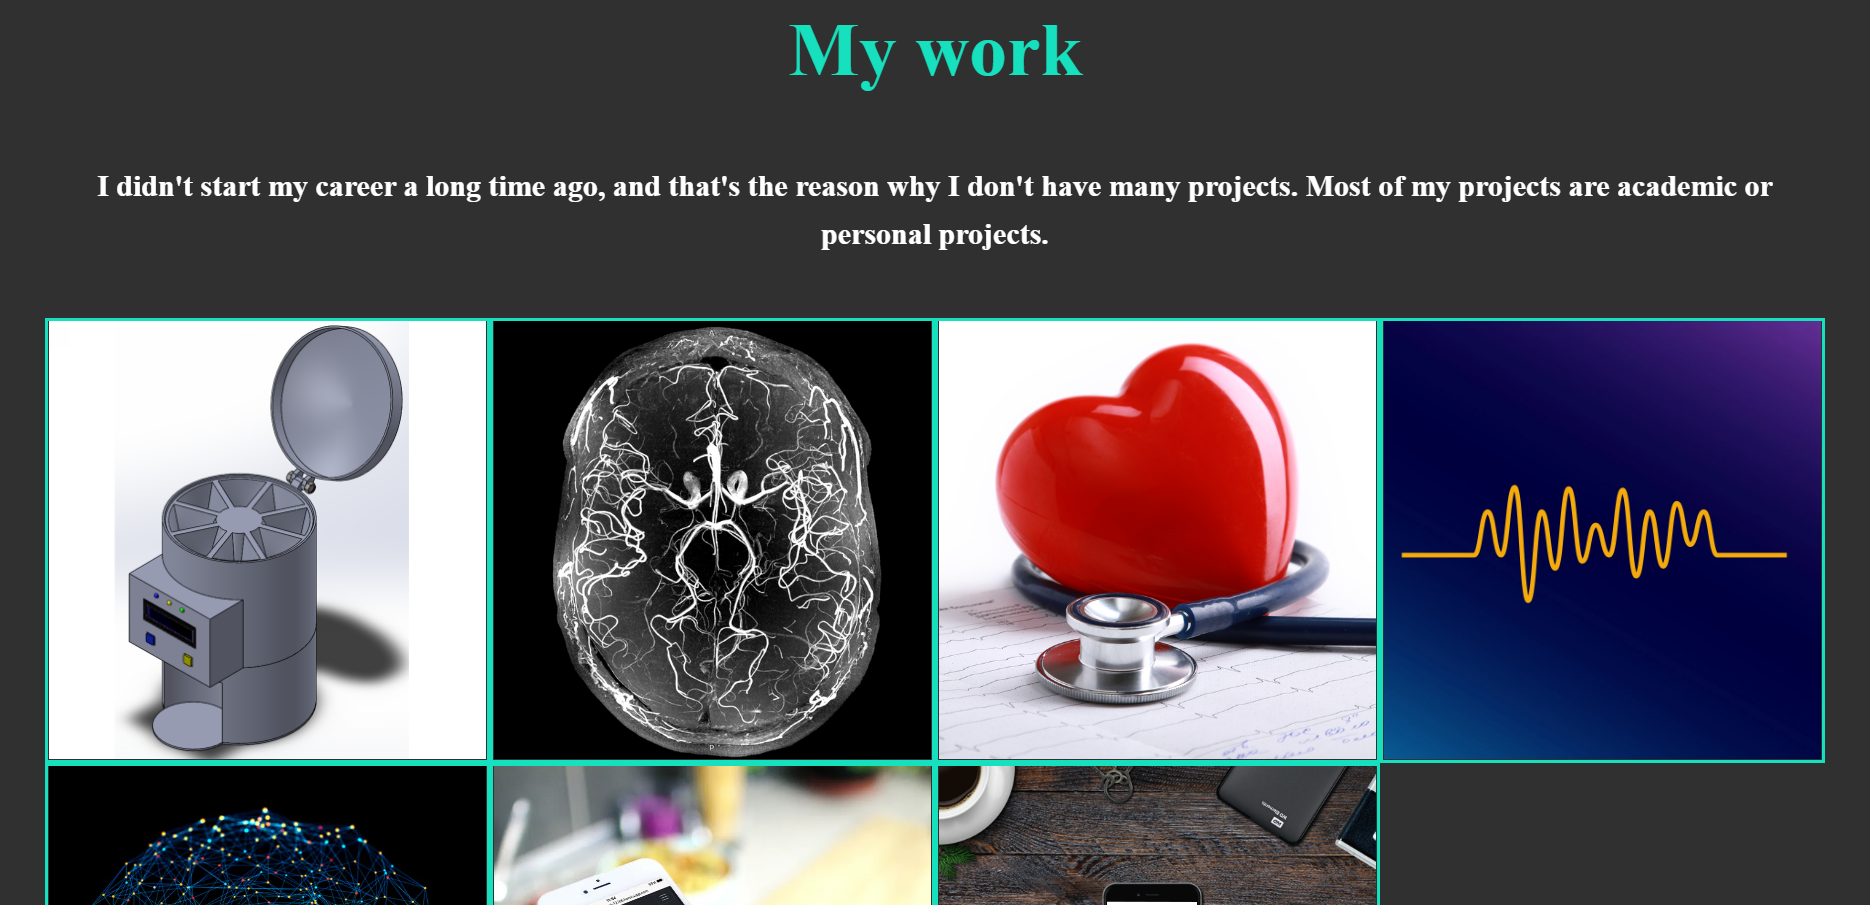 My work
I didn't start my career a long time ago, and that's the reason why I don't have many projects. Most of my projects are academic or
personal projects.
A
P